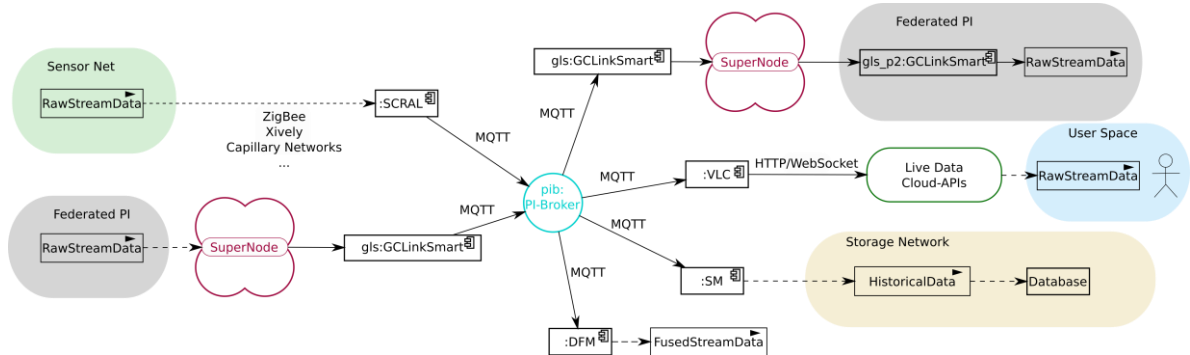 Federated PI
gls:GCLinkSmart
SuperNode
gls_p2:GCLinkSmart
RawStreamData
Sensor Net
RawStreamData
:SCRAL
ZigBee
Xively
Capillary Networks
...
MQTT
MQTT
User Space
HTTP/WebSocket
:VLC
Live Data
Cloud-APIs
RawStreamData
MQTT
pib:
PI-Broker
Federated PI
RawStreamData
SuperNode
gls:GCLinkSmart
MQTT
MQTT
Storage Network
:SM
HistoricalData
Database
MQTT
:DFM
FusedStreamData